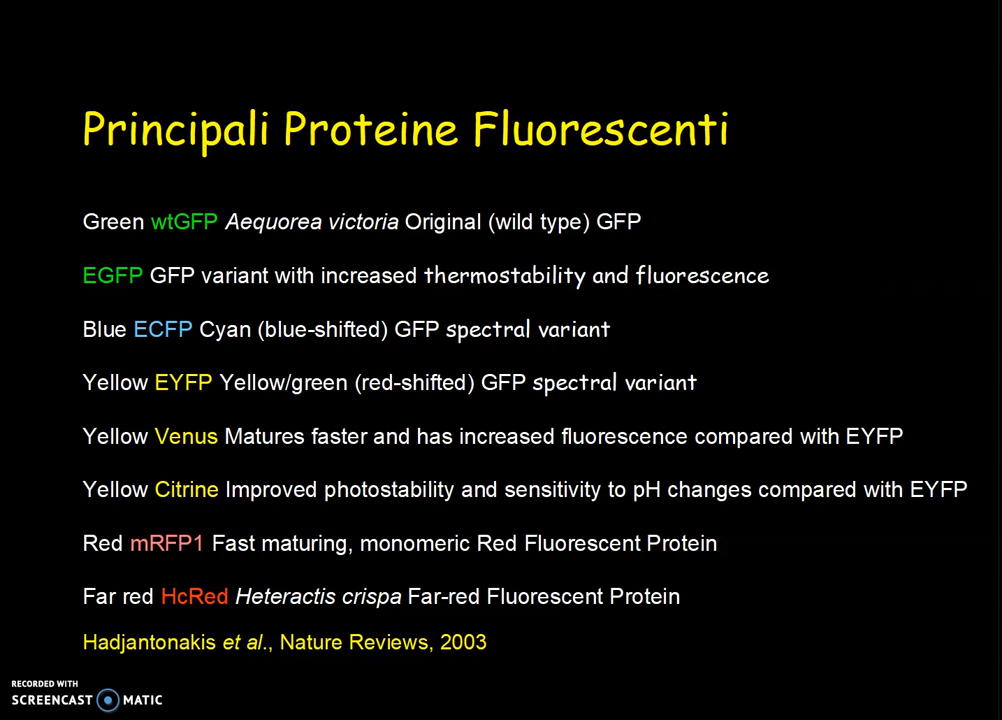 Principali Proteine Fluorescenti
Green wtGFP Aequorea victoria Original (wild type) GFP
EGFP GFP variant with increased thermostability and fluorescence
Blue ECFP Cyan (blue-shifted) GFP spectral variant
Yellow EYFP Yellow/green (red-shifted) GFP spectral variant
Yellow Venus Matures faster and has increased fluorescence compared with EYFP
Yellow Citrine Improved photostability and sensitivity to pH changes compared with EYFP
Red mRFP1 Fast maturing, monomeric Red Fluorescent Protein
Far red HcRed Heteractis crispa Far-red Fluorescent Protein
Hadjantonakis et al., Nature Reviews, 2003
RECORDED WITH
SCREENCAST MATIC